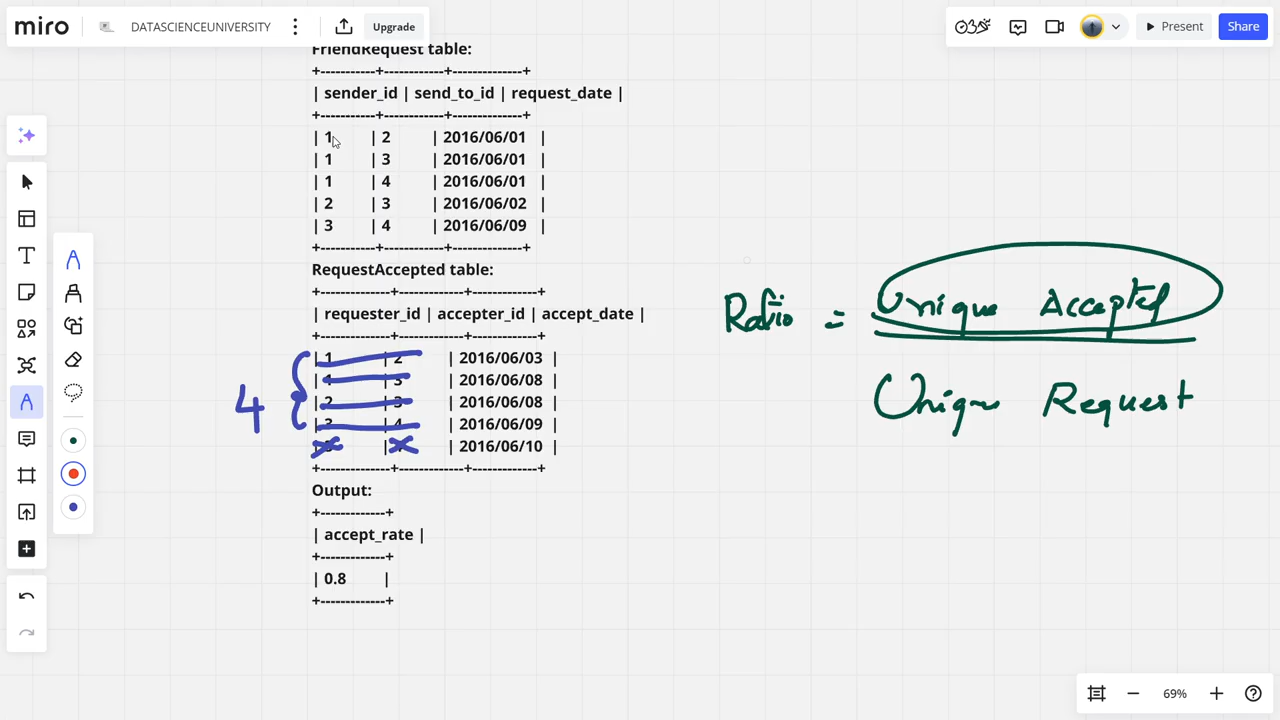 miro DATASCIENCEUNIVERSITY Upgrade Present Share
FriendRequest table:
+-----------+------------+--------------+
| sender_id | send_to_id | request_date |
+-----------+------------+--------------+
| 1 | 2 | 2016/06/01 |
| 1 | 3 | 2016/06/01 |
| 1 | 4 | 2016/06/01 |
| 2 | 3 | 2016/06/02 |
| 3 | 4 | 2016/06/09 |
+-----------+------------+--------------+
RequestAccepted table:
+--------------+-------------+-------------+
| requester_id | accepter_id | accept_date |
+--------------+-------------+-------------+
| 1 | 2 | 2016/06/03 |
| 1 | 3 | 2016/06/08 |
| 2 | 3 | 2016/06/08 |
| 3 | 4 | 2016/06/09 |
| | | 2016/06/10 |
+--------------+-------------+-------------+
4
Output:
+-------------+
| accept_rate |
+-------------+
| 0.8 |
+-------------+
Ratio = Unique Accepted
Unique Request
69%